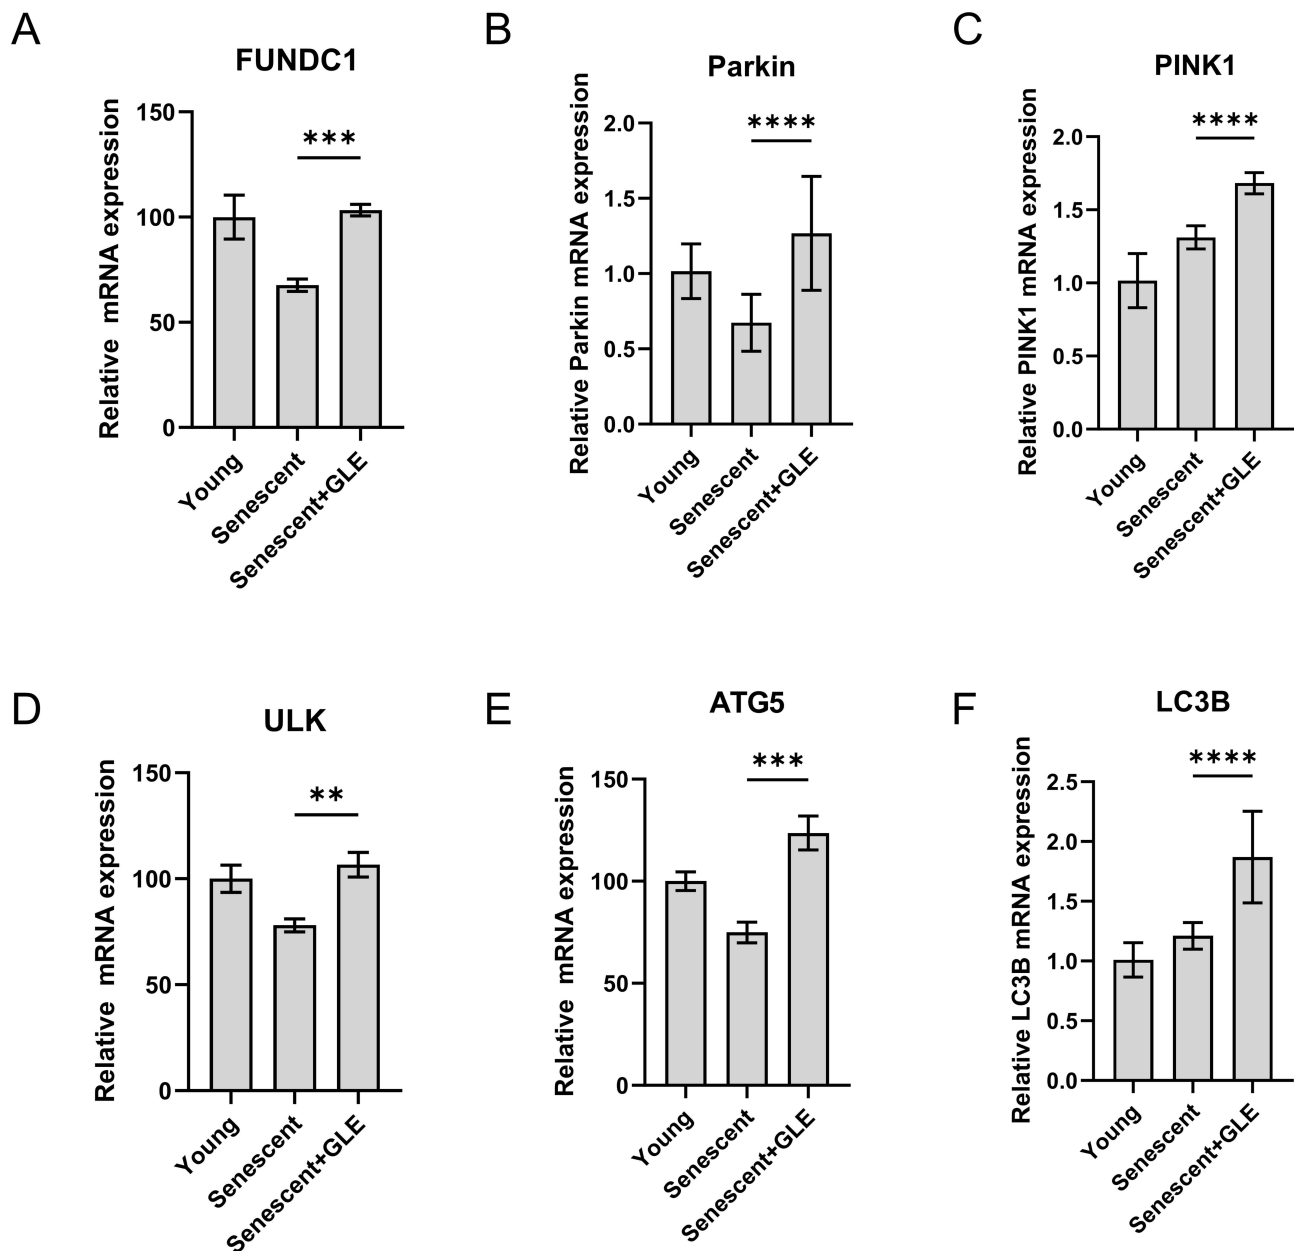 A
FUNDC1
Relative mRNA expression
150
100
50
0
***
Young
Senescent
Senescent+GLE
B
Parkin
Relative Parkin mRNA expression
2.0
1.5
1.0
0.5
0.0
****
Young
Senescent
Senescent+GLE
C
PINK1
Relative PINK1 mRNA expression
2.0
1.5
1.0
0.5
0.0
****
Young
Senescent
Senescent+GLE
D
ULK
Relative mRNA expression
150
100
50
0
**
Young
Senescent
Senescent+GLE
E
ATG5
Relative mRNA expression
150
100
50
0
***
Young
Senescent
Senescent+GLE
F
LC3B
Relative LC3B mRNA expression
2.5
2.0
1.5
1.0
0.5
0.0
****
Young
Senescent
Senescent+GLE